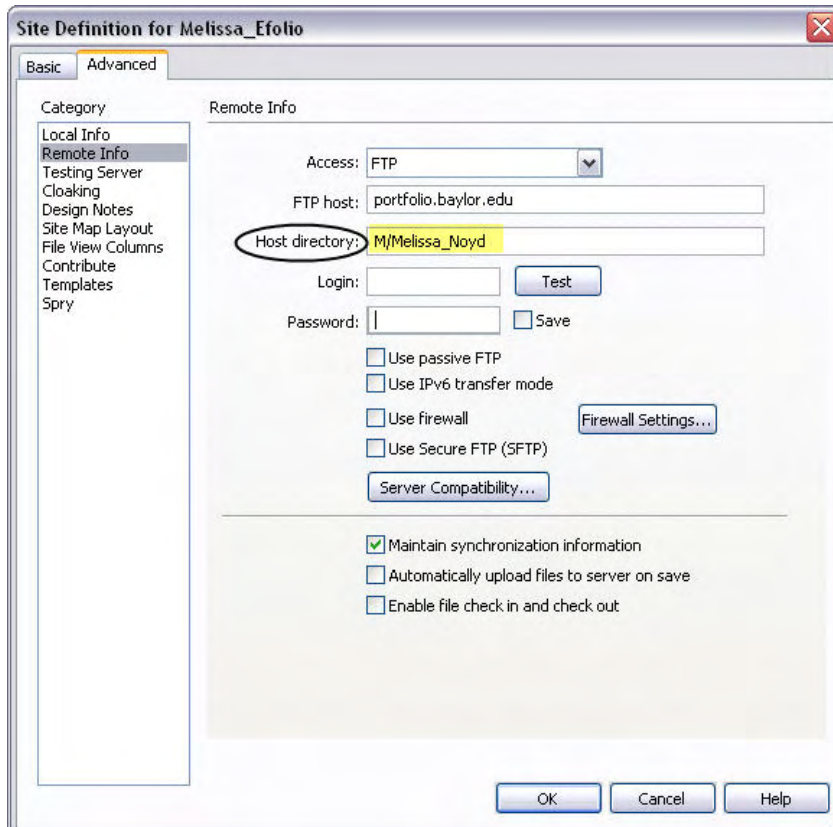 Site Definition for Melissa_Efolio
Basic
Advanced
Category
Local Info
Remote Info
Testing Server
Cloaking
Design Notes
Site Map Layout
File View Columns
Contribute
Templates
Spry
Remote Info
Access: FTP
FTP host: portfolio.baylor.edu
Host directory: M/Melissa_Noyd
Login:
Test
Password:
Save
Use passive FTP
Use IPv6 transfer mode
Use firewall
Firewall Settings...
Use Secure FTP (SFTP)
Server Compatibility...
Maintain synchronization information
Automatically upload files to server on save
Enable file check in and check out
OK
Cancel
Help